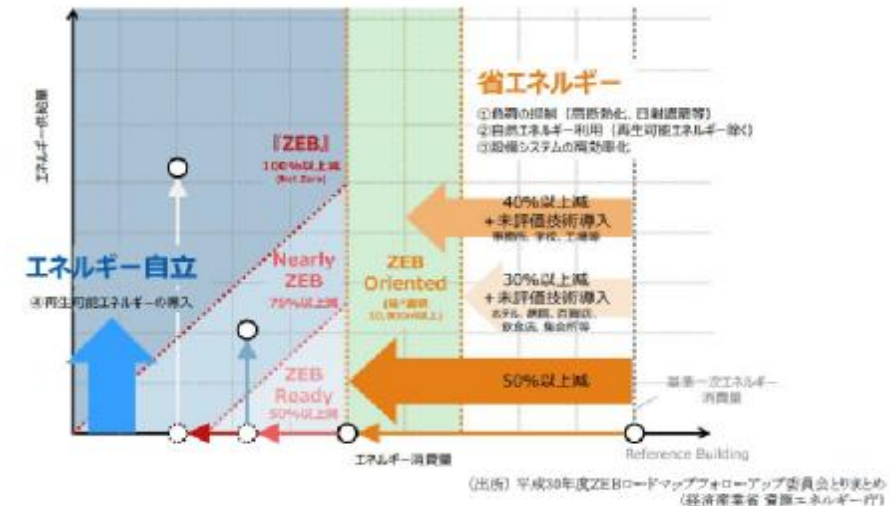 エネルギー供給量
省エネルギー
①負荷の抑制（高断熱化、日射遮蔽等）
②自然エネルギー利用（再生可能エネルギー除く）
③設備システムの高効率化
『ZEB』
100%以上減
(Net Zero)
40%以上減
+未評価技術導入
事務所、学校、工場等
エネルギー自立
④再生可能エネルギーの導入
Nearly
ZEB
75%以上減
ZEB
Oriented
10,000㎡以上)
30%以上減
+未評価技術導入
ホテル、病院、百貨店、
飲食店、集会所等
ZEB
Ready
50%以上減
50%以上減
基準一次エネルギー
消費量
エネルギー消費量
Reference Building
（出所）平成30年度ZEBロードマップフォローアップ委員会とりまとめ
（経済産業省 資源エネルギー庁）